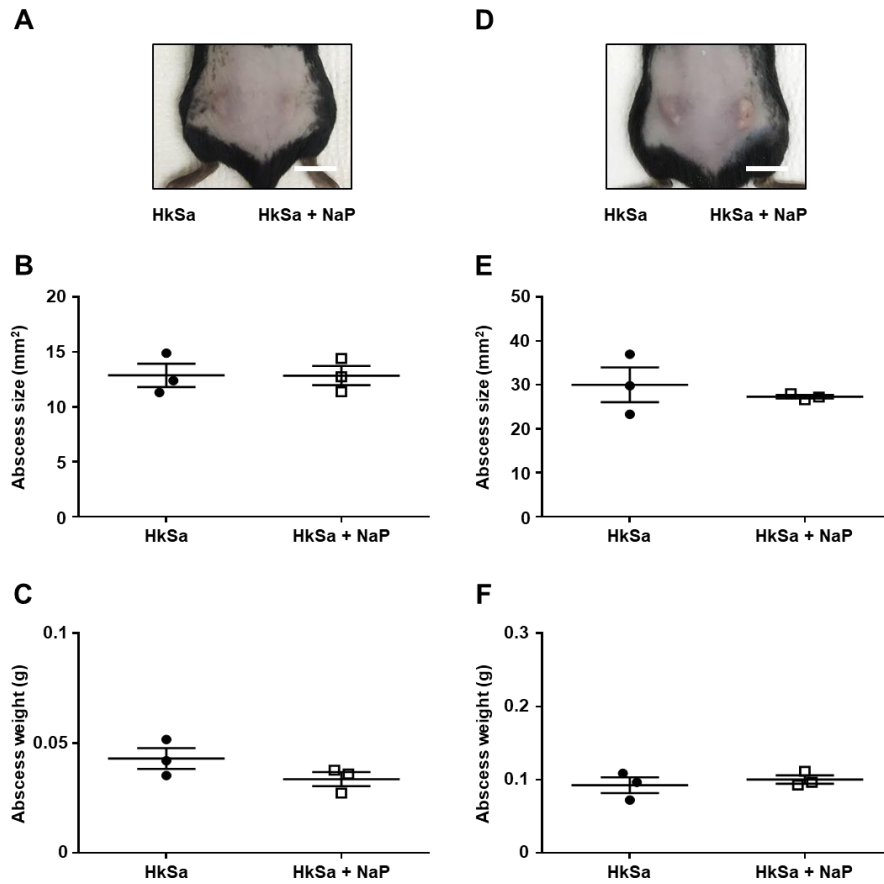 A
HkSa HkSa + NaP
B
Abscess size (mm²)
20
15
10
5
0
HkSa HkSa + NaP
C
Abscess weight (g)
0.1
0.05
0
HkSa HkSa + NaP
D
HkSa HkSa + NaP
E
Abscess size (mm²)
50
40
30
20
10
0
HkSa HkSa + NaP
F
Abscess weight (g)
0.3
0.2
0.1
0
HkSa HkSa + NaP